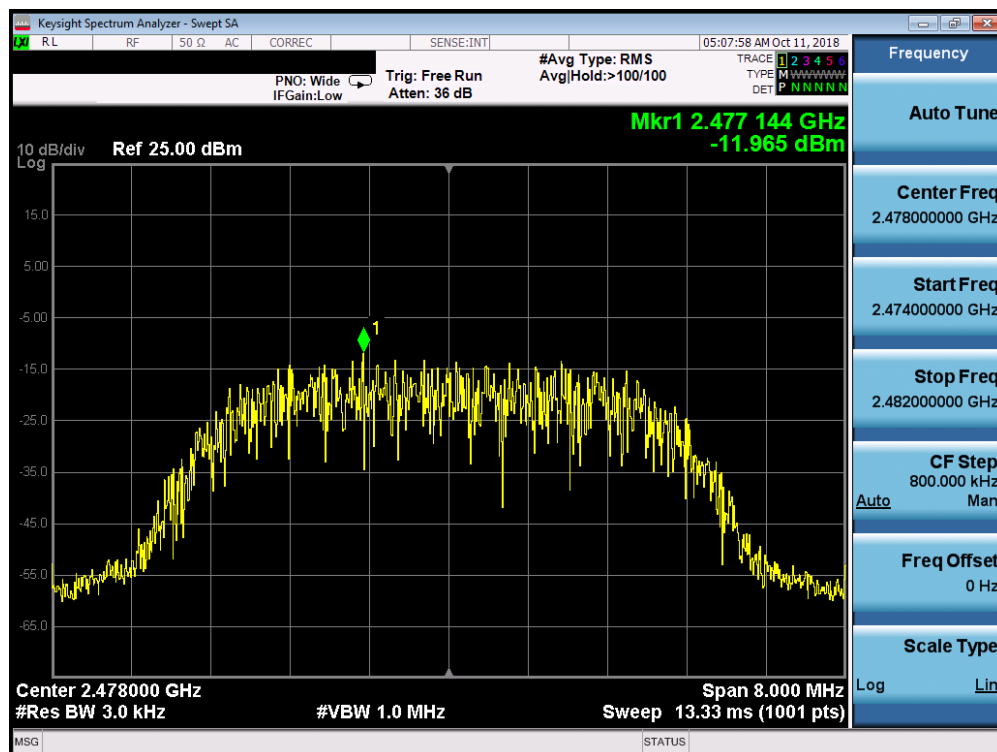 Keysight Spectrum Analyzer - Swept SA
LXI RL RF 50 Ω AC CORREC SENSE:INT 05:07:58 AM Oct 11, 2018
#Avg Type: RMS TRACE 1 2 3 4 5 6
PNO: Wide Trig: Free Run Avg|Hold:>100/100 TYPE M WWWWW
IFGain:Low Atten: 36 dB DET P N N N N N
Mkr1 2.477 144 GHz
10 dB/div Ref 25.00 dBm -11.965 dBm
Log
15.0
5.00
-5.00
1
-15.0
-25.0
-35.0
-45.0
-55.0
-65.0
Center 2.478000 GHz Span 8.000 MHz
#Res BW 3.0 kHz #VBW 1.0 MHz Sweep 13.33 ms (1001 pts)
MSG STATUS
Frequency
Auto Tune
Center Freq
2.478000000 GHz
Start Freq
2.474000000 GHz
Stop Freq
2.482000000 GHz
CF Step
800.000 kHz
Auto Man
Freq Offset
0 Hz
Scale Type
Log Lin